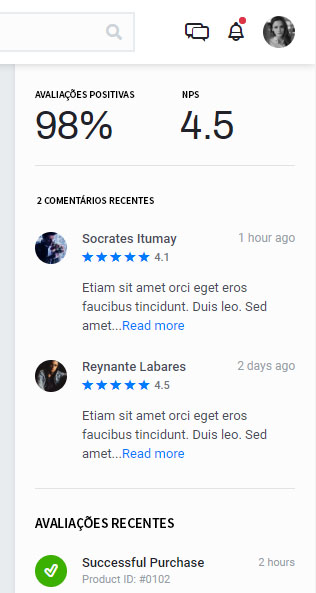 AVALIAÇÕES POSITIVAS NPS
98% 4.5
2 COMENTÁRIOS RECENTES
Socrates Itumay 1 hour ago
4.1
Etiam sit amet orci eget eros
faucibus tincidunt. Duis leo. Sed
amet...Read more
Reynante Labares 2 days ago
4.5
Etiam sit amet orci eget eros
faucibus tincidunt. Duis leo. Sed
amet...Read more
AVALIAÇÕES RECENTES
Successful Purchase 2 hours
Product ID: #0102